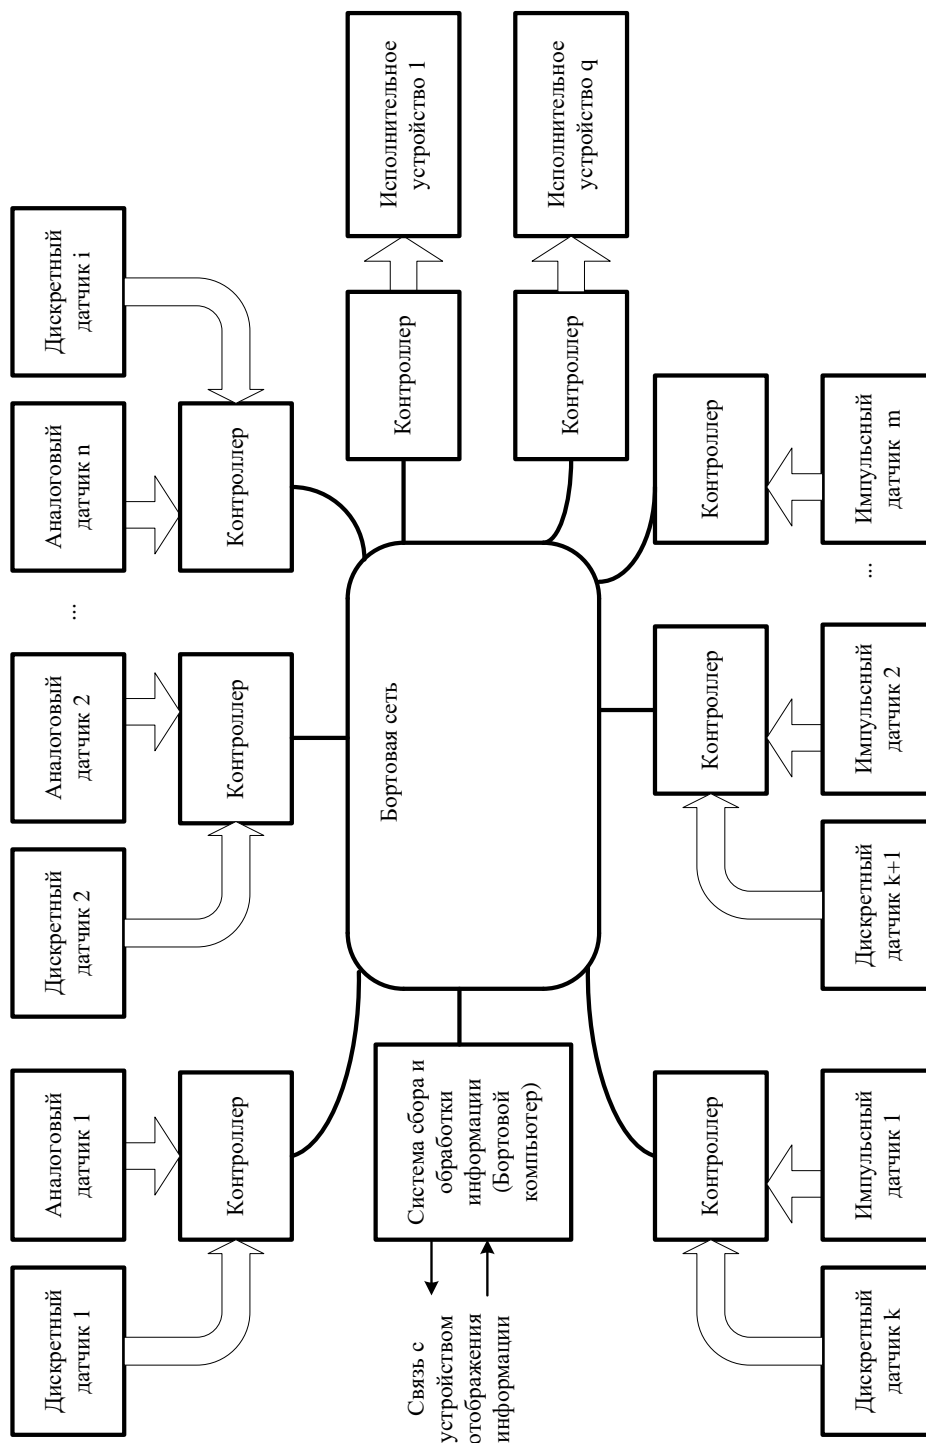 Дискретный
датчик 1
Аналоговый
датчик 1
Дискретный
датчик 2
Аналоговый
датчик 2
...
Аналоговый
датчик n
Дискретный
датчик i
Контроллер
Контроллер
Контроллер
Связь с
устройством
отображения
информации
Система сбора и
обработки
информации
(Бортовой
компьютер)
Бортовая сеть
Контроллер
Исполнительное
устройство 1
Контроллер
Исполнительное
устройство q
Контроллер
Контроллер
Контроллер
Дискретный
датчик k
Импульсный
датчик 1
Дискретный
датчик k+1
Импульсный
датчик 2
...
Импульсный
датчик m